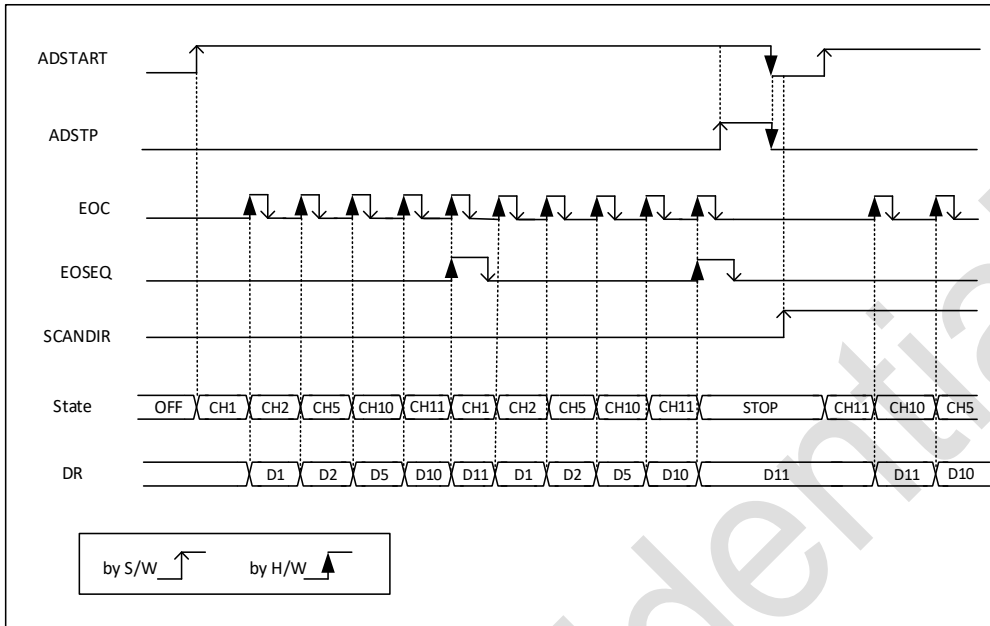 ADSTART
ADSTP
EOC
EOSEQ
SCANDIR
State OFF CH1 CH2 CH5 CH10 CH11 CH1 CH2 CH5 CH10 CH11 STOP CH11 CH10 CH5
DR D1 D2 D5 D10 D11 D1 D2 D5 D10 D11 D11 D10
by S/W by H/W